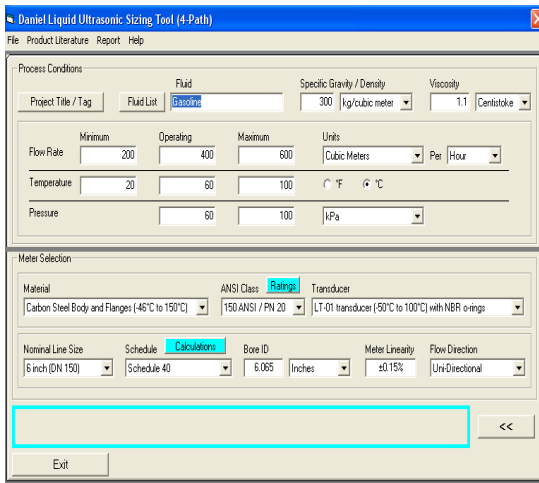 Daniel Liquid Ultrasonic Sizing Tool (4-Path)
File Product Literature Report Help
Process Conditions
Fluid Specific Gravity / Density Viscosity
Project Title / Tag Fluid List Gasoline 300 kg/cubic meter 1.1 Centistoke
Minimum Operating Maximum Units
Flow Rate 200 400 600 Cubic Meters Per Hour
Temperature 20 60 100 °F °C
Pressure 60 100 kPa
Meter Selection
Material ANSI Class Ratings Transducer
Carbon Steel Body and Flanges (-46°C to 150°C) 150 ANSI / PN 20 LT-01 transducer (-50°C to 100°C) with NBR o-rings
Nominal Line Size Schedule Calculations Bore ID Meter Linearity Flow Direction
6 inch (DN 150) Schedule 40 6.065 Inches ±0.15% Uni-Directional
<<
Exit